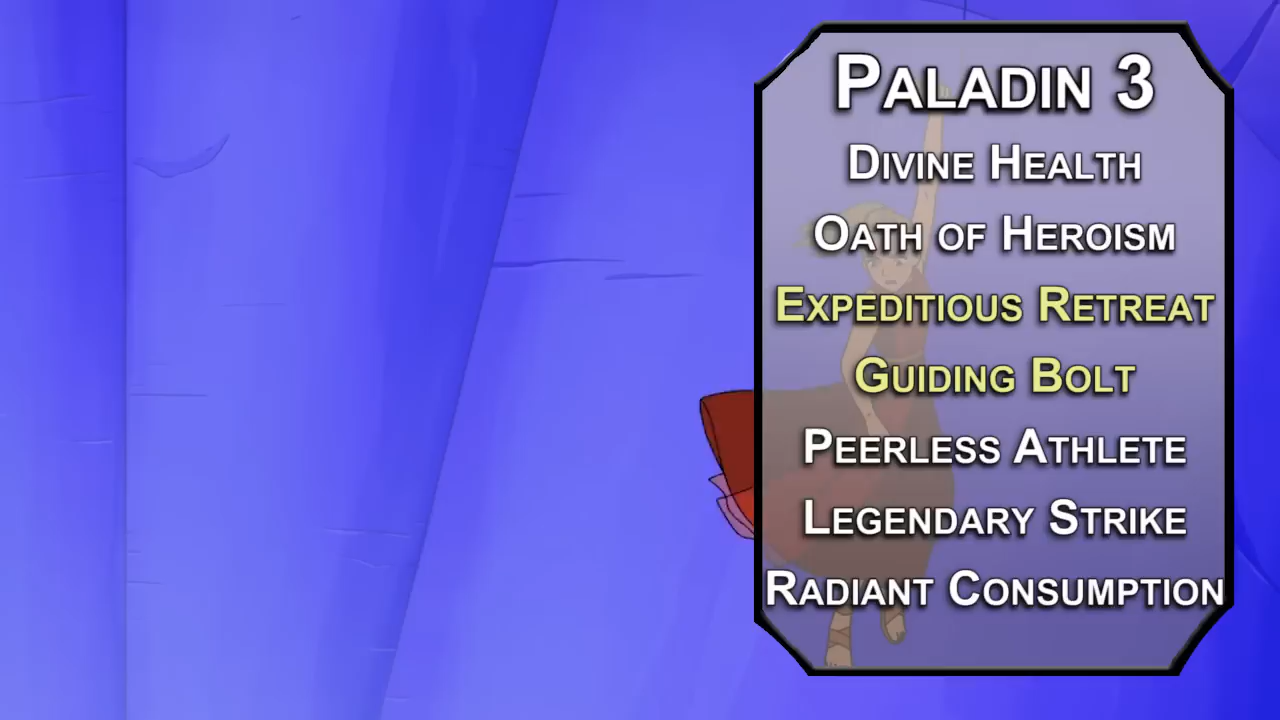 Paladin 3
Divine Health
Oath of Heroism
Expeditious Retreat
Guiding Bolt
Peerless Athlete
Legendary Strike
Radiant Consumption